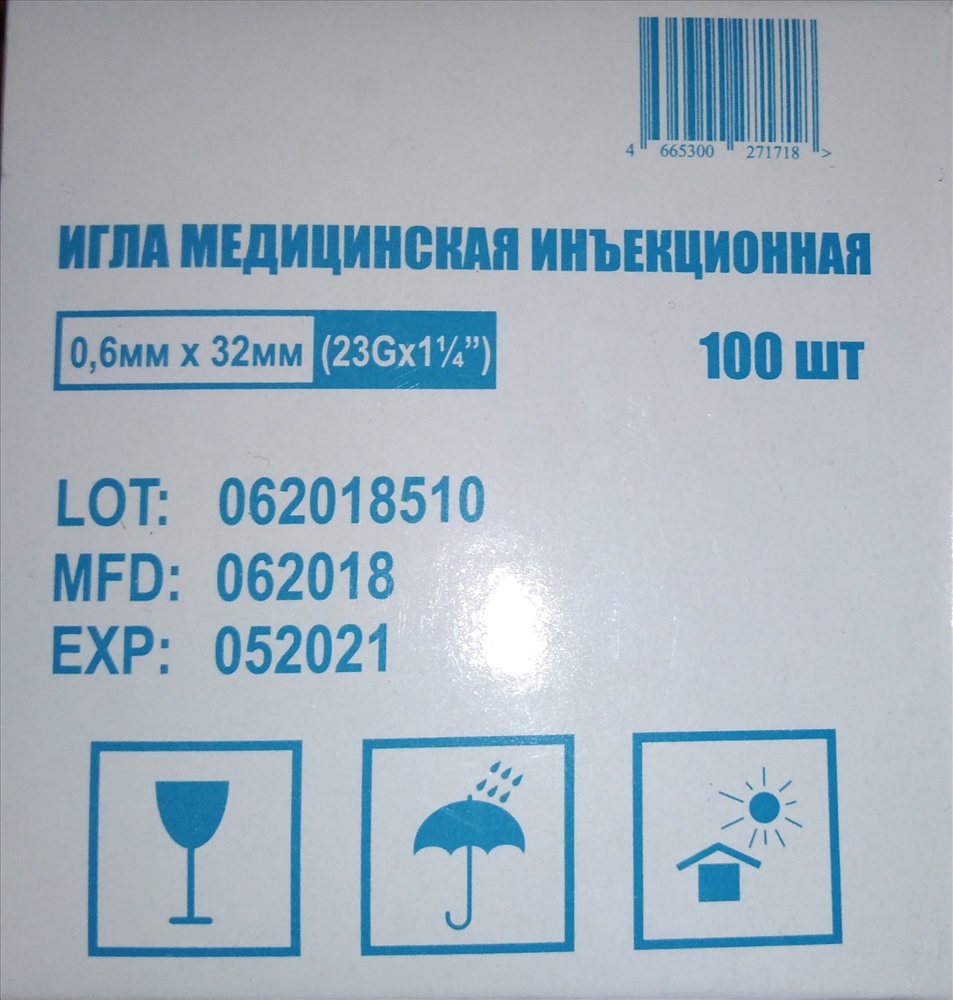 4 665300 271718 >
ИГЛА МЕДИЦИНСКАЯ ИНЪЕКЦИОННАЯ
0,6мм х 32мм (23Gx1¼”) 100 шт
LOT: 062018510
MFD: 062018
EXP: 052021